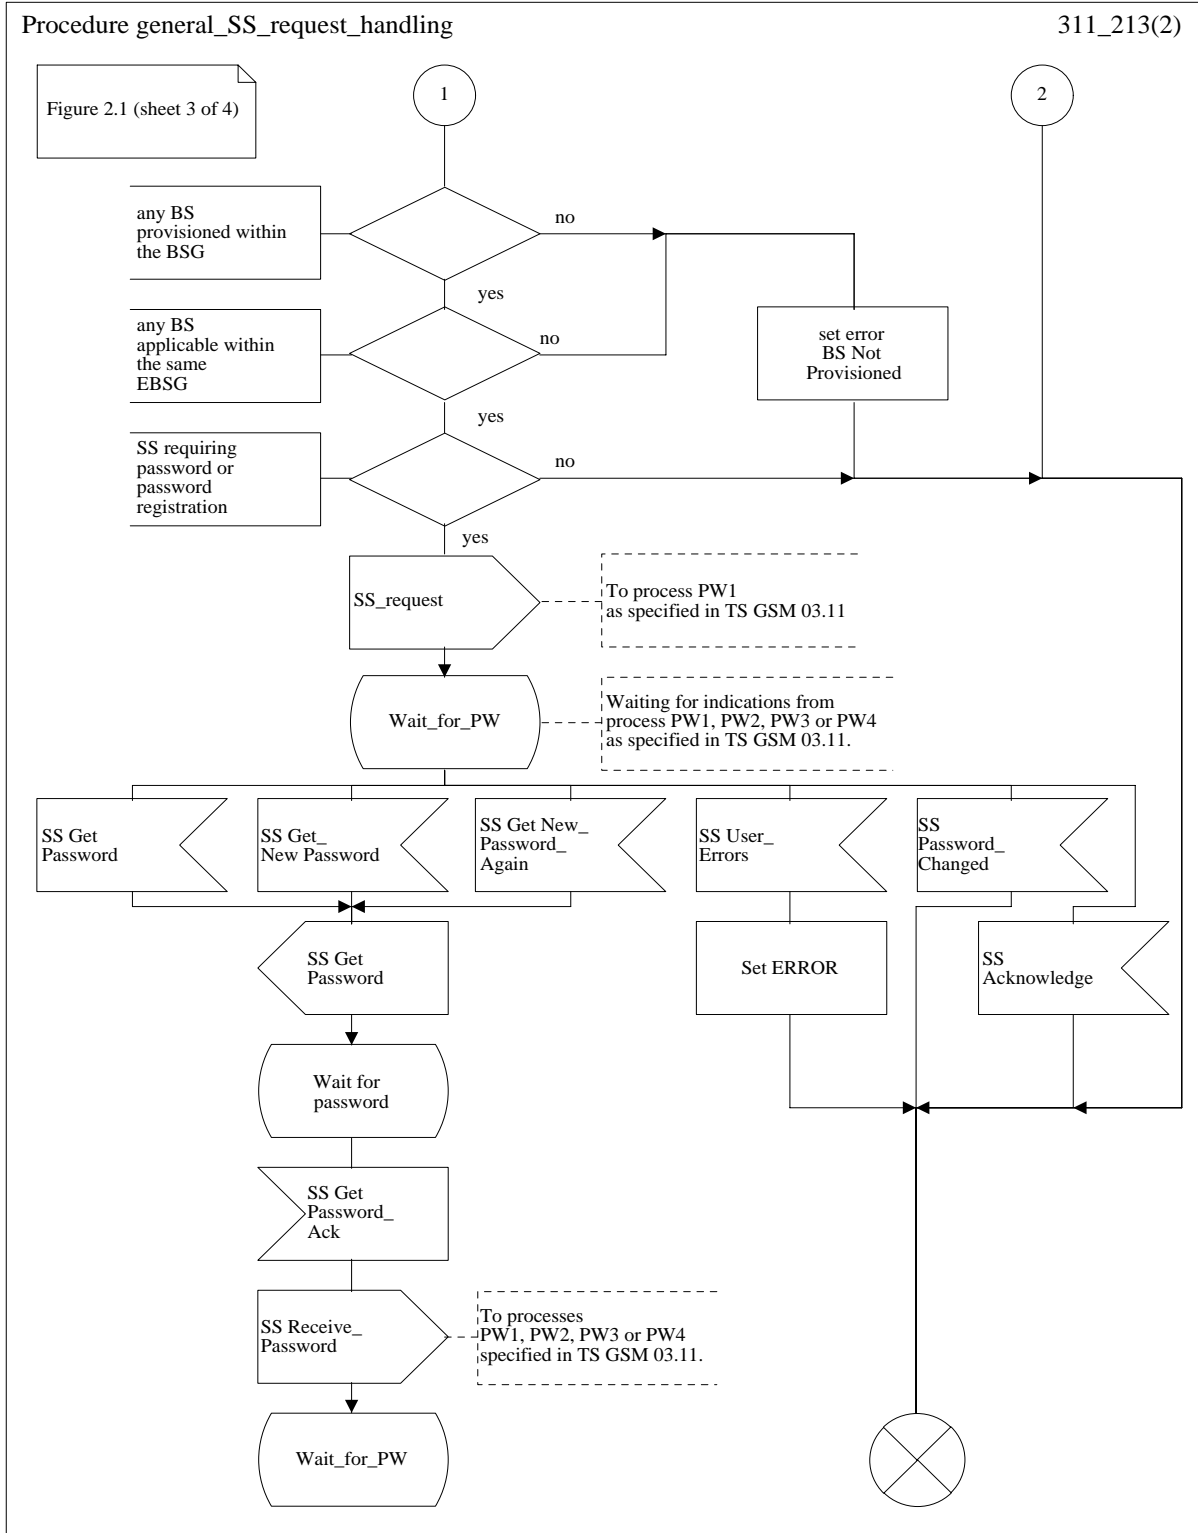 Procedure general_SS_request_handling
311_213(2)
Figure 2.1 (sheet 3 of 4)
1
2
any BS
provisioned within
the BSG
no
yes
any BS
applicable within
the same
EBSG
no
set error
BS Not
Provisioned
yes
SS requiring
password or
password
registration
no
yes
SS_request
To process PW1
as specified in TS GSM 03.11
Wait_for_PW
Waiting for indications from
process PW1, PW2, PW3 or PW4
as specified in TS GSM 03.11.
SS Get
Password
SS Get_
New Password
SS Get New_
Password_
Again
SS User_
Errors
SS
Password_
Changed
SS Get
Password
Set ERROR
SS
Acknowledge
Wait for
password
SS Get
Password_
Ack
SS Receive_
Password
To processes
PW1, PW2, PW3 or PW4
specified in TS GSM 03.11.
Wait_for_PW